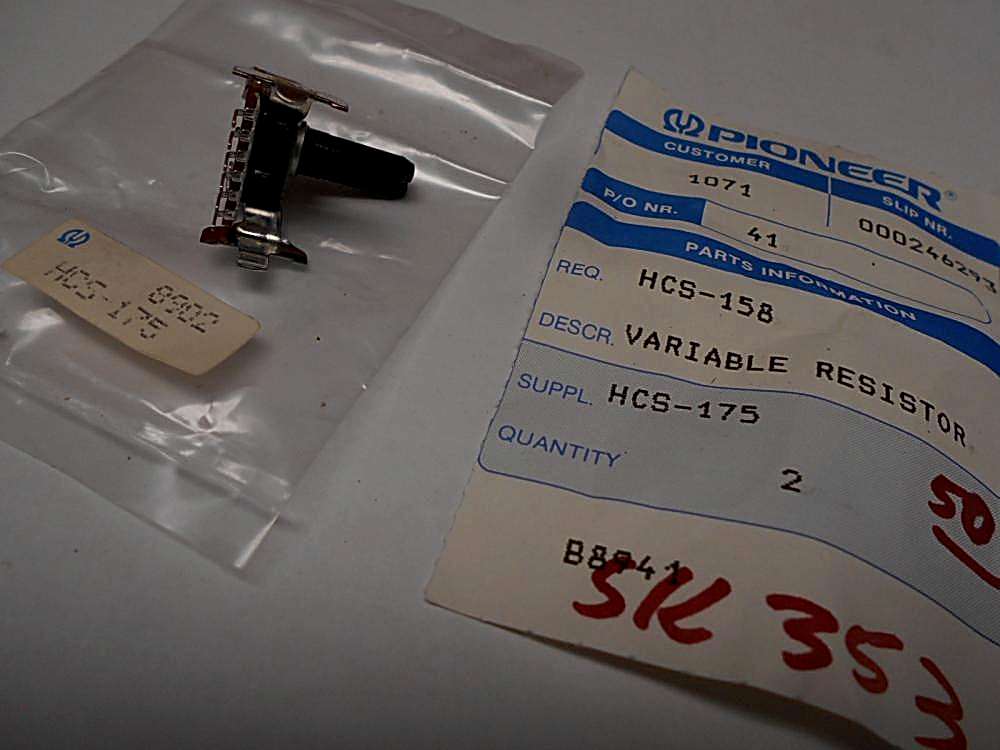 8902
HCS-175
PIONEER®
CUSTOMER
SLIP NR.
1071
000246293
P/O NR.
41
PARTS INFORMATION
REQ. HCS-158
DESCR. VARIABLE RESISTOR
SUPPL. HCS-175
QUANTITY 2
50
SK 35